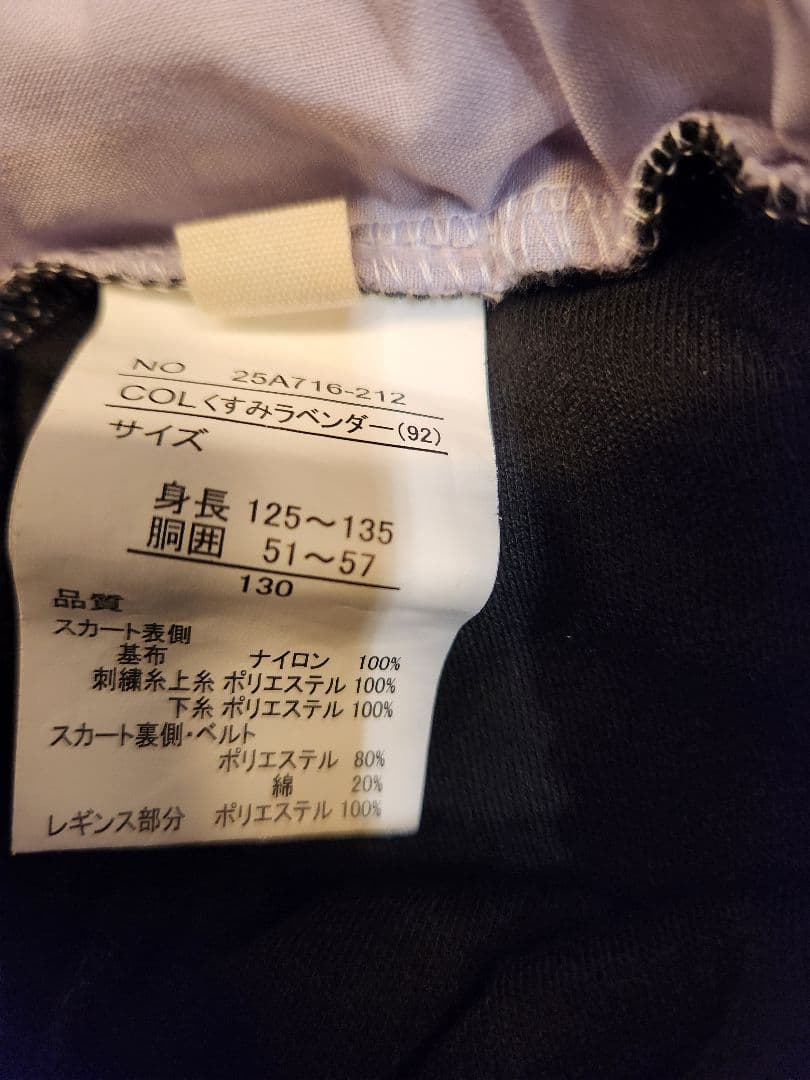 NO 25A716-212
COLくすみラベンダー(92)
サイズ
身長 125〜135
胴囲 51〜57
130
品質
スカート表側
基布 ナイロン 100%
刺繍糸上糸 ポリエステル 100%
下糸 ポリエステル 100%
スカート裏側・ベルト
ポリエステル 80%
綿 20%
レギンス部分 ポリエステル 100%